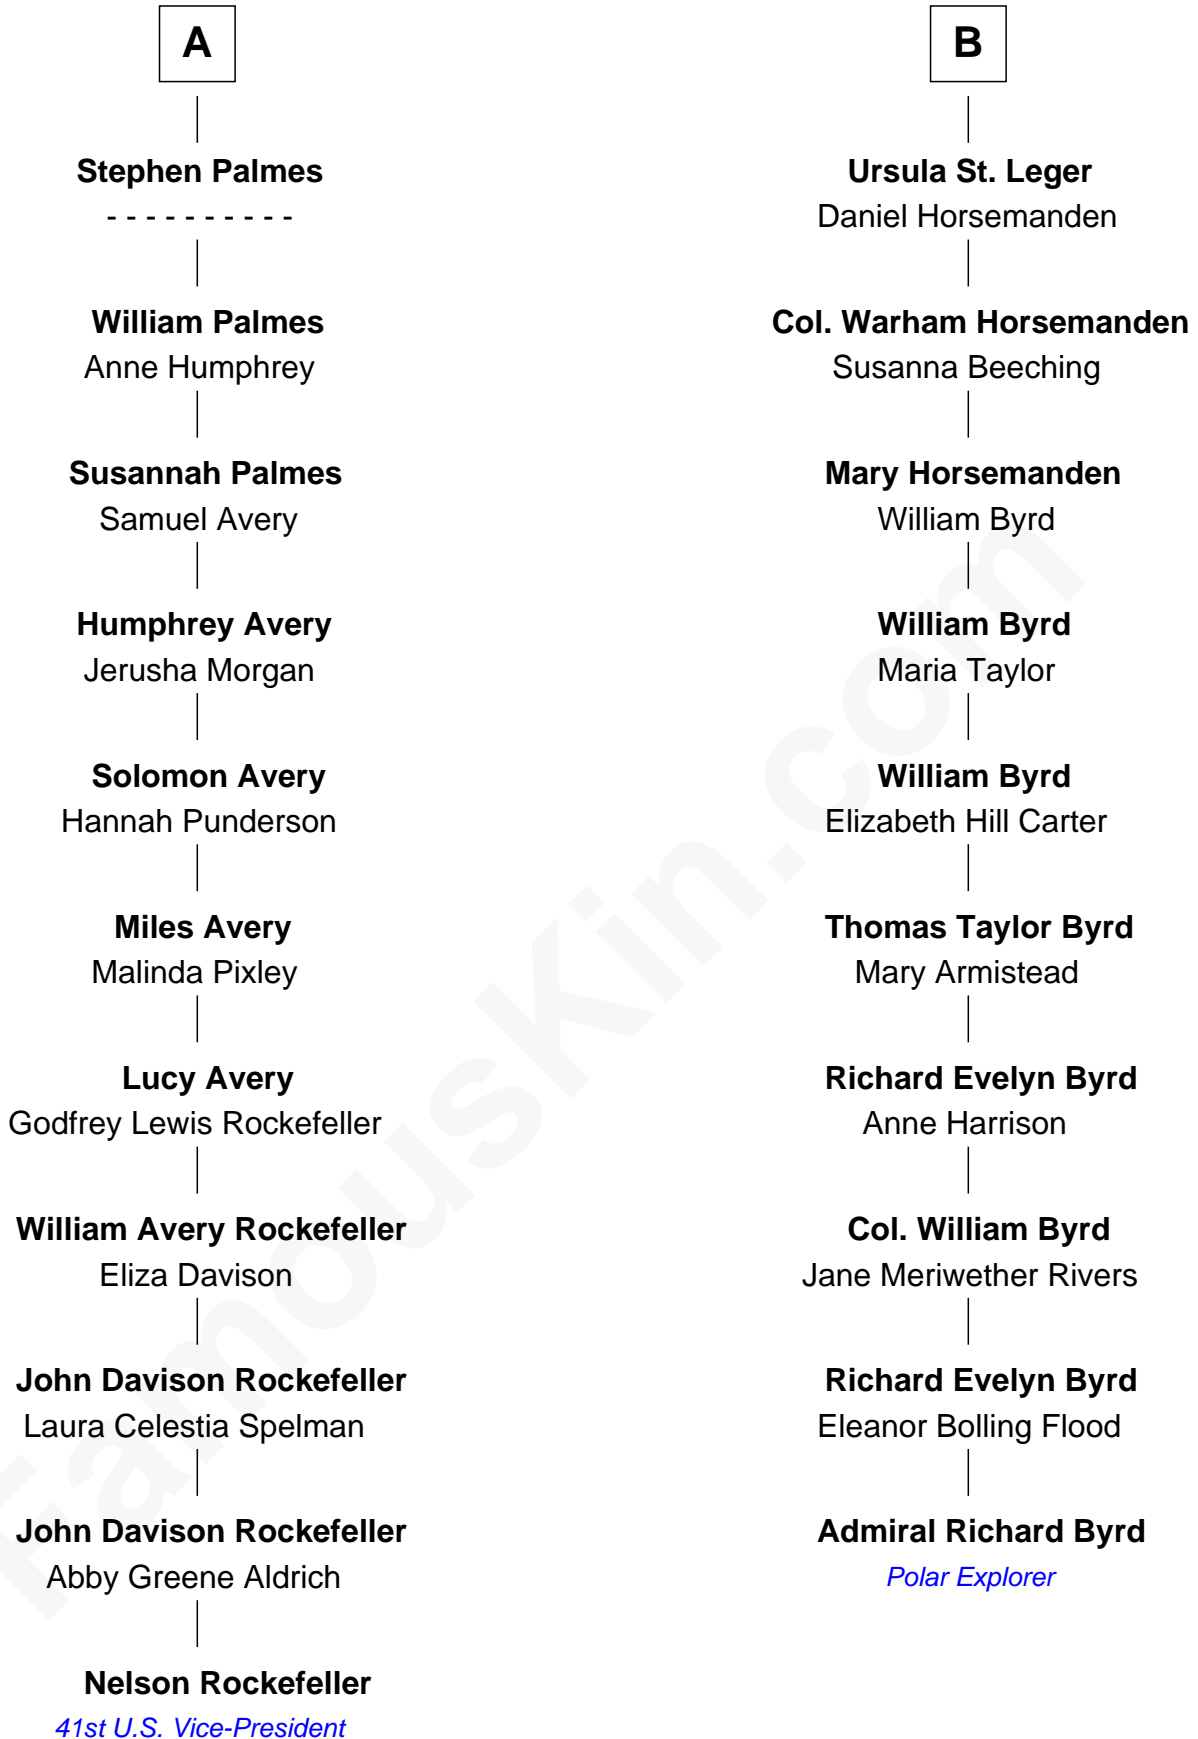 A
Stephen Palmes
- - - - - - - - - -
William Palmes
Anne Humphrey
Susannah Palmes
Samuel Avery
Humphrey Avery
Jerusha Morgan
Solomon Avery
Hannah Punderson
Miles Avery
Malinda Pixley
Lucy Avery
Godfrey Lewis Rockefeller
William Avery Rockefeller
Eliza Davison
John Davison Rockefeller
Laura Celestia Spelman
John Davison Rockefeller
Abby Greene Aldrich
Nelson Rockefeller
41st U.S. Vice-President
B
Ursula St. Leger
Daniel Horsemanden
Col. Warham Horsemanden
Susanna Beeching
Mary Horsemanden
William Byrd
William Byrd
Maria Taylor
William Byrd
Elizabeth Hill Carter
Thomas Taylor Byrd
Mary Armistead
Richard Evelyn Byrd
Anne Harrison
Col. William Byrd
Jane Meriwether Rivers
Richard Evelyn Byrd
Eleanor Bolling Flood
Admiral Richard Byrd
Polar Explorer
FamousKin.com